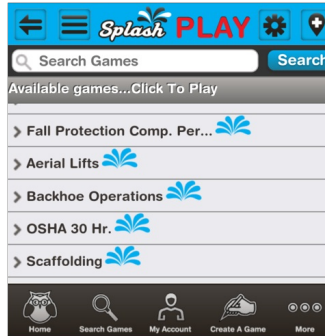 Splash PLAY
Search Games
Search
Available games...Click To Play
Fall Protection Comp. Per...
Aerial Lifts
Backhoe Operations
OSHA 30 Hr.
Scaffolding
Home
Search Games
My Account
Create A Game
More